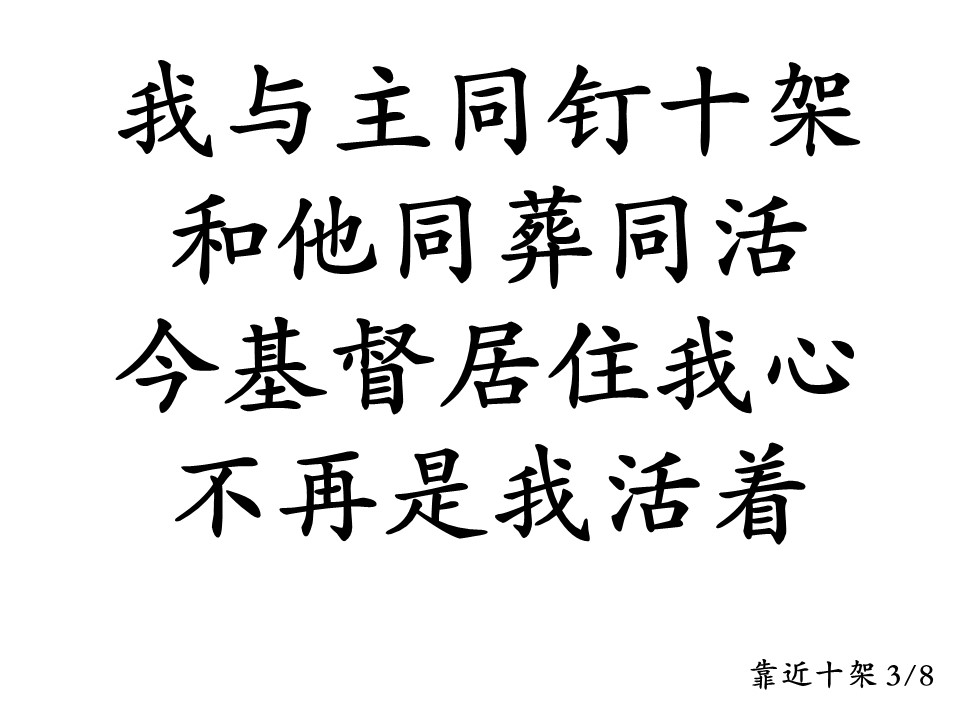 我与主同钉十架
和他同葬同活
今基督居住我心
不再是我活着
靠近十架 3/8